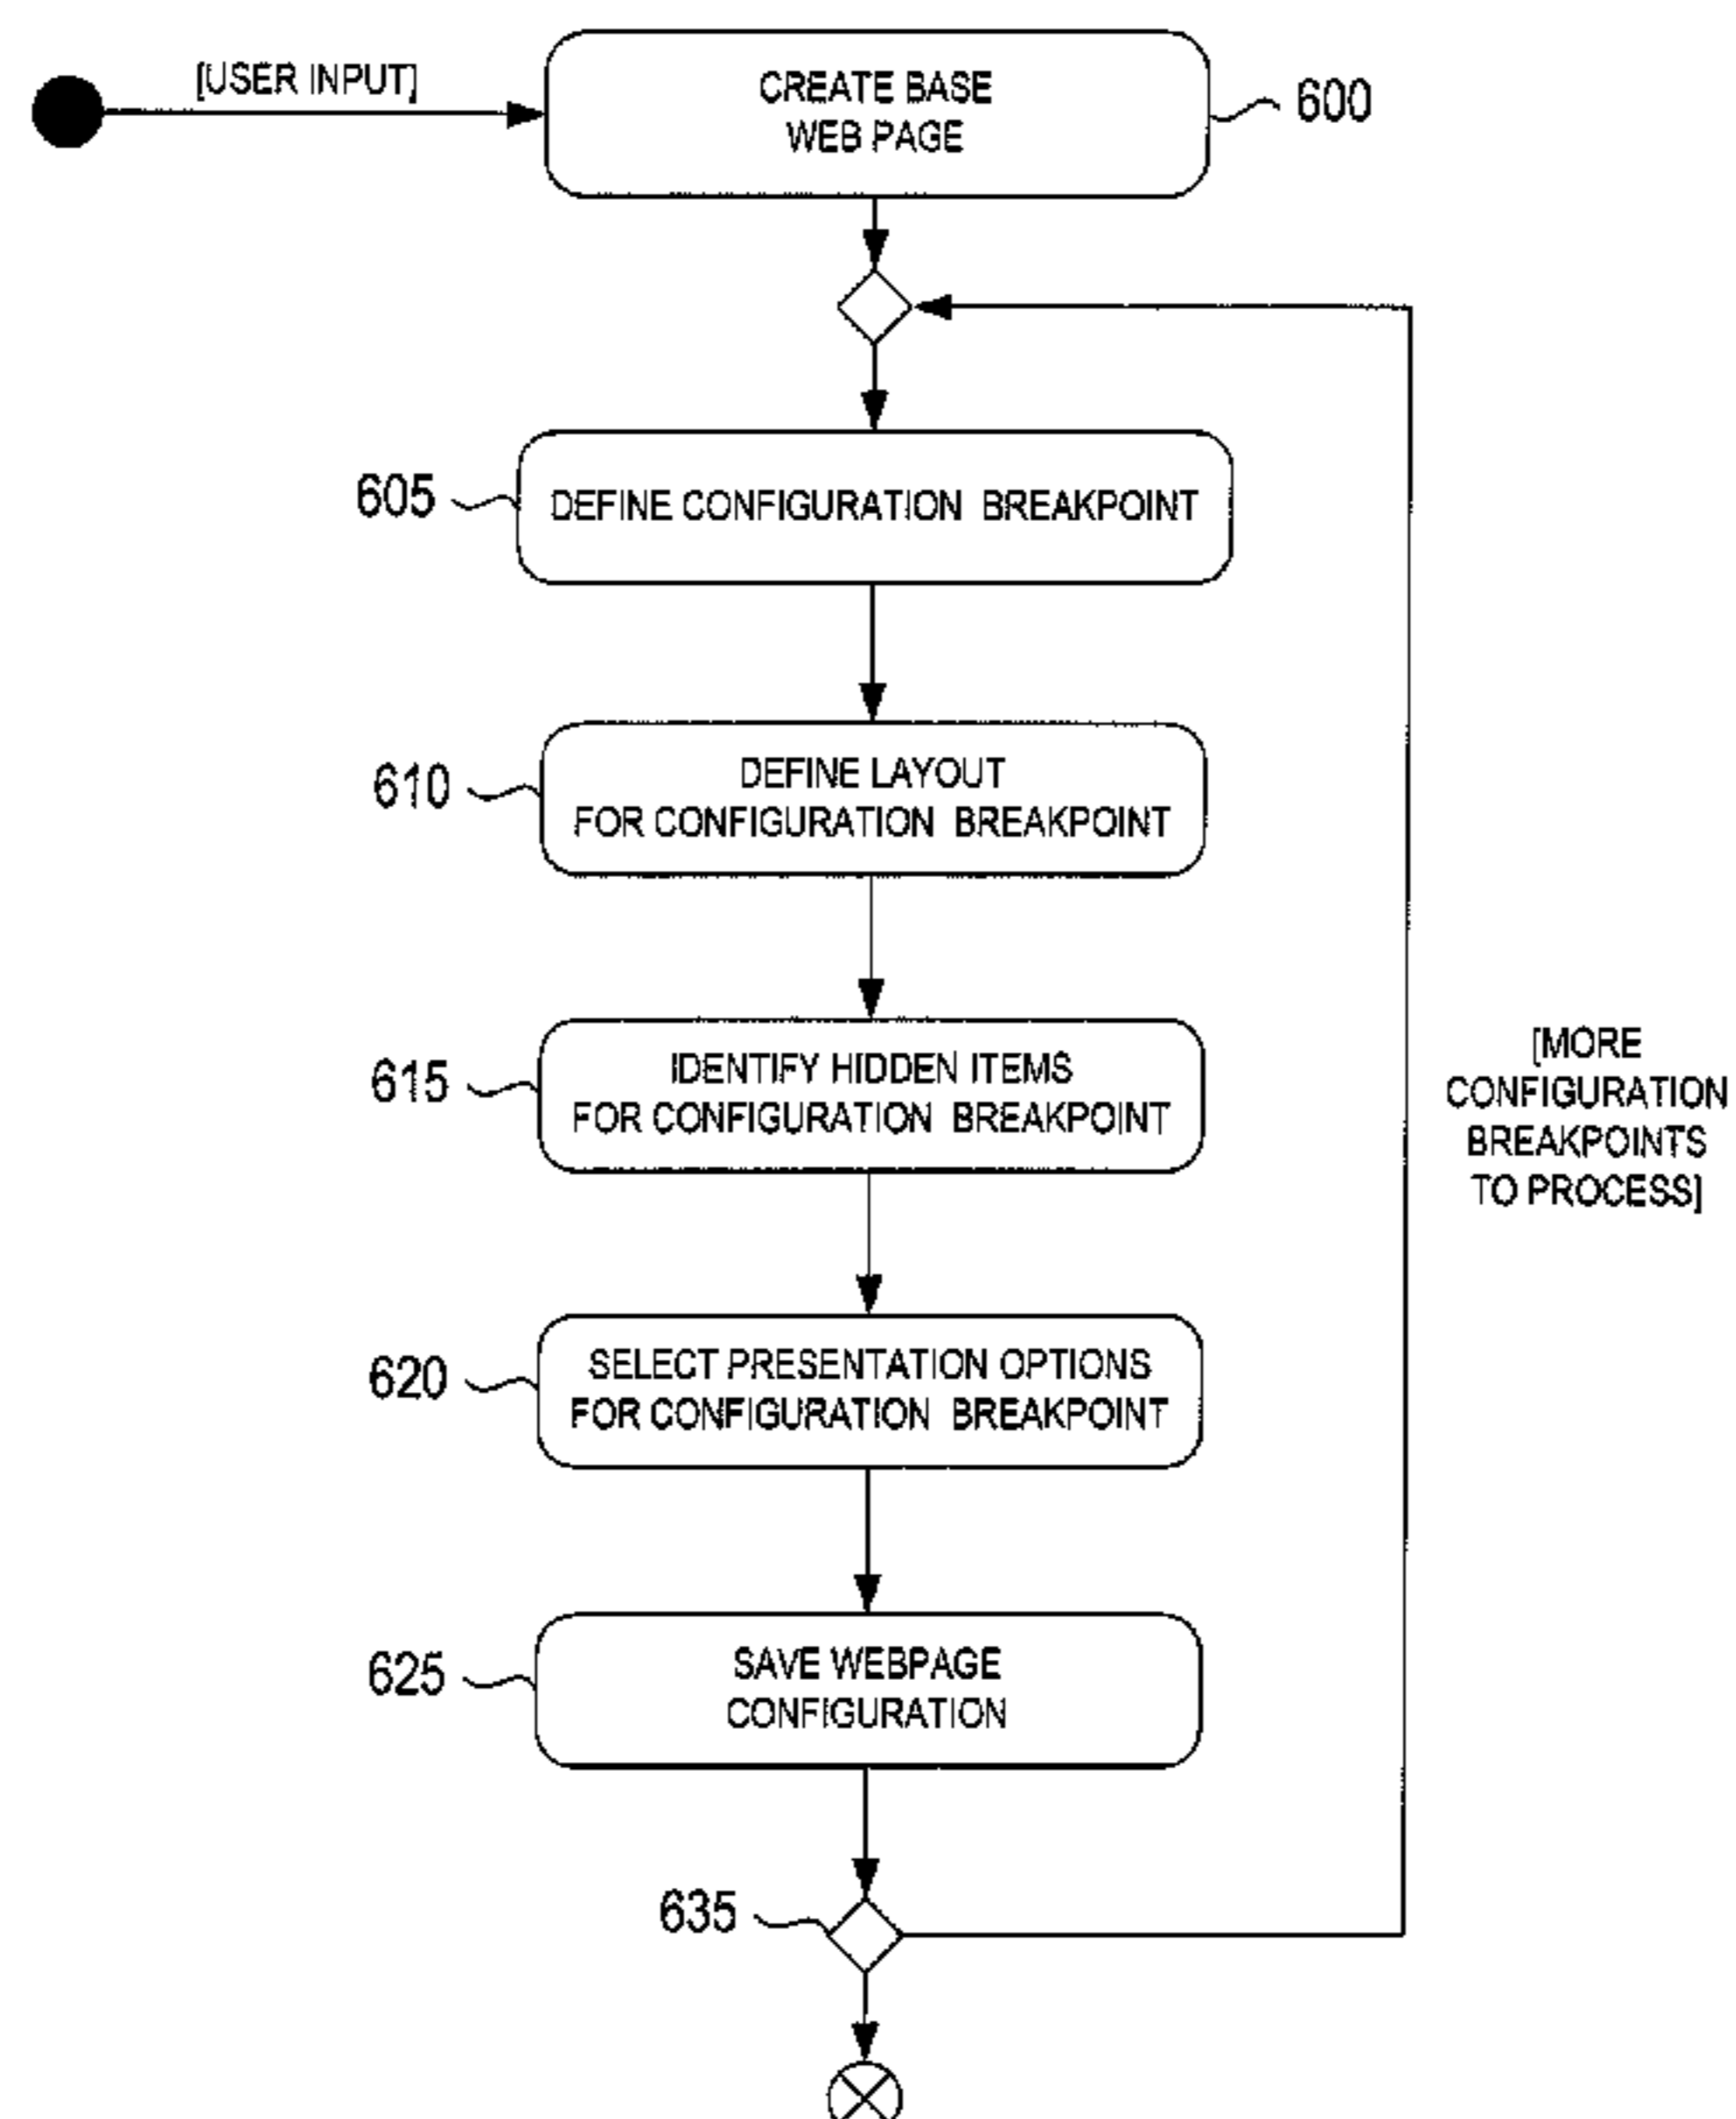 [USER INPUT]
CREATE BASE
WEB PAGE
600
605
DEFINE CONFIGURATION BREAKPOINT
610
DEFINE LAYOUT
FOR CONFIGURATION BREAKPOINT
615
IDENTIFY HIDDEN ITEMS
FOR CONFIGURATION BREAKPOINT
[MORE
CONFIGURATION
BREAKPOINTS
TO PROCESS]
620
SELECT PRESENTATION OPTIONS
FOR CONFIGURATION BREAKPOINT
625
SAVE WEBPAGE
CONFIGURATION
635